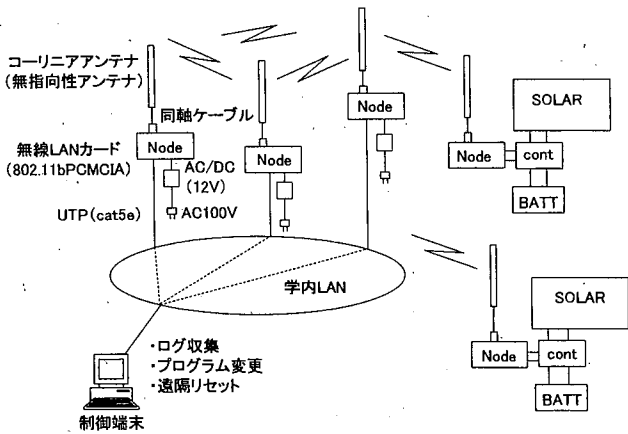 コーリニアアンテナ
(無指向性アンテナ)
同軸ケーブル
Node
Node
Node
無線LANカード
(802.11bPCMCIA)
AC/DC
(12V)
UTP(cat5e)
AC100V
SOLAR
Node
cont
BATT
学内LAN
SOLAR
Node
cont
BATT
・ログ収集
・プログラム変更
・遠隔リセット
制御端末